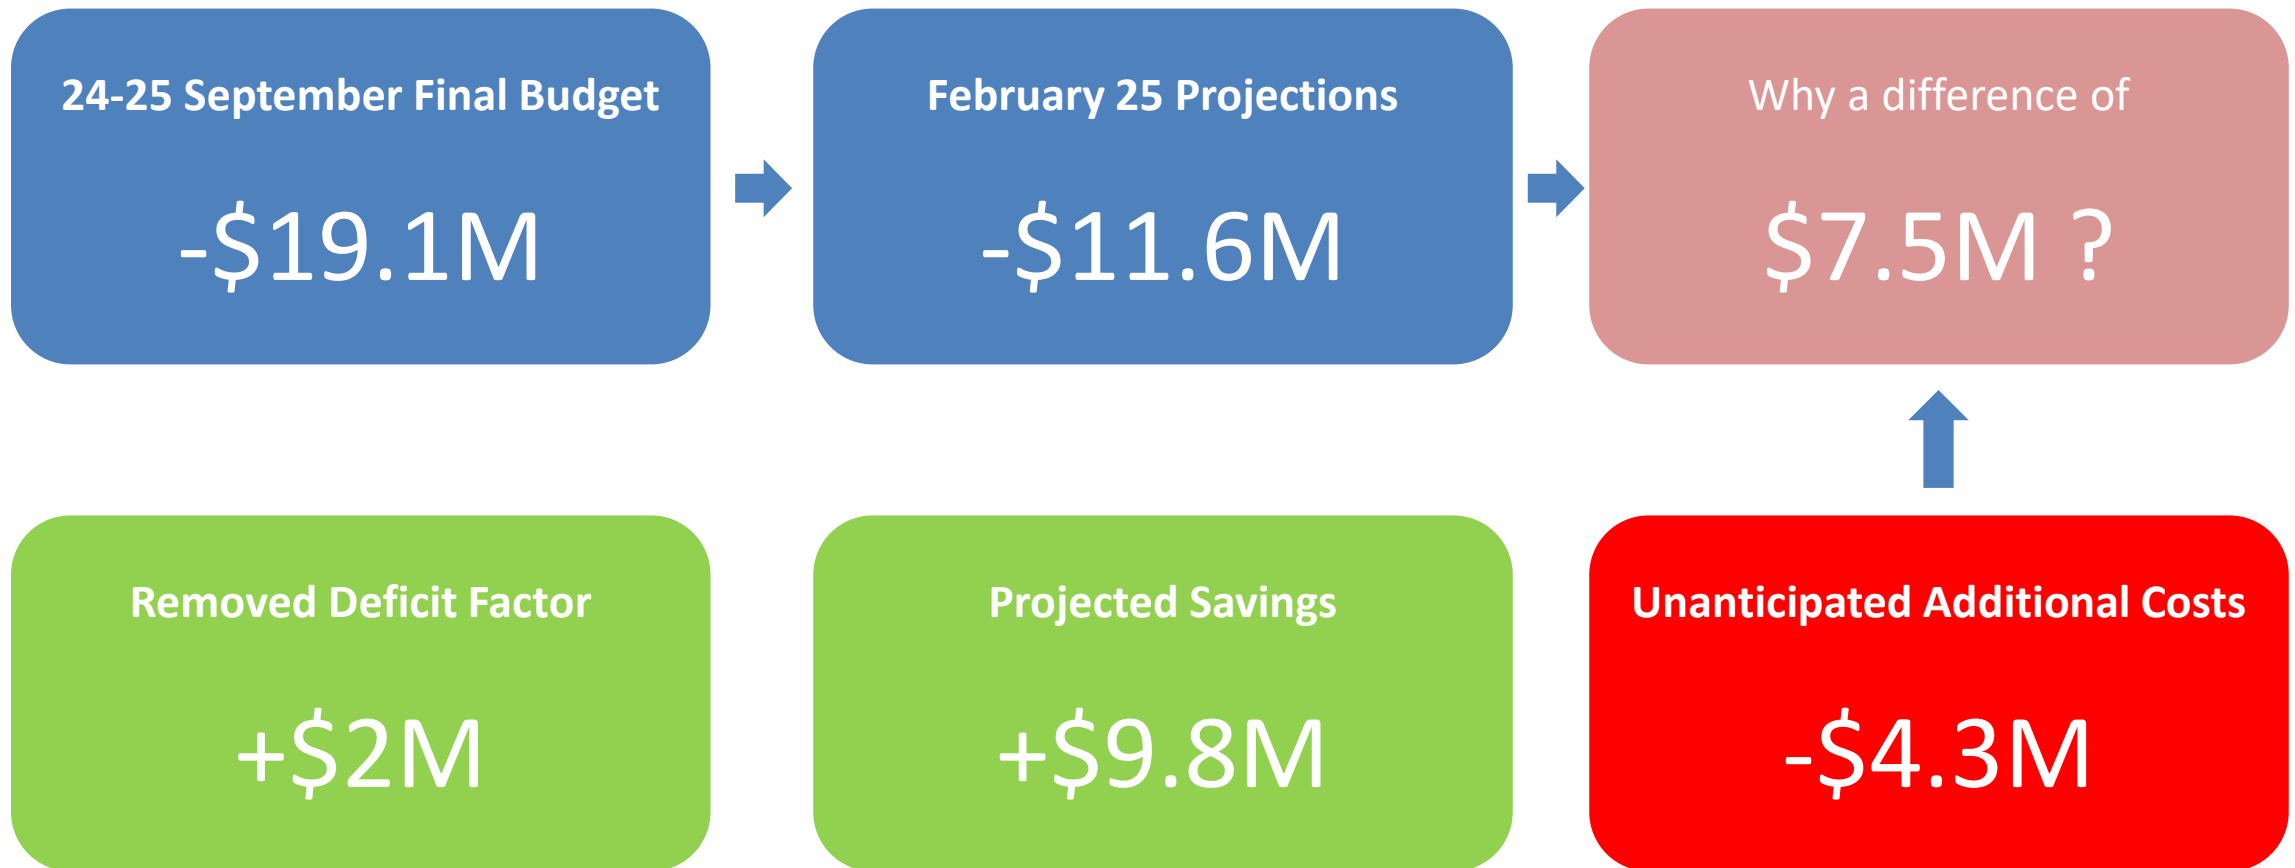 24-25 September Final Budget
-$19.1M
February 25 Projections
-$11.6M
Why a difference of
$7.5M ?
Removed Deficit Factor
+$2M
Projected Savings
+$9.8M
Unanticipated Additional Costs
-$4.3M